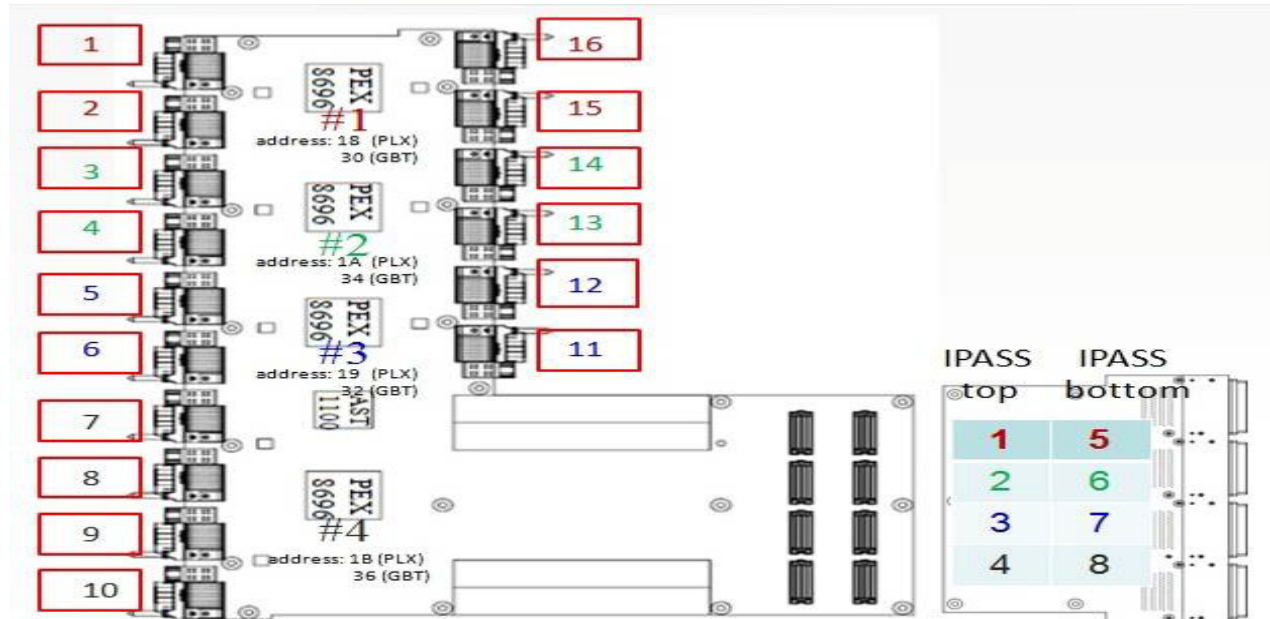 1
2
3
4
5
6
7
8
9
10
16
15
14
13
12
11
PEX
8696
#1
address: 18 (PLX)
30 (GBT)
PEX
8696
#2
address: 1A (PLX)
34 (GBT)
PEX
8696
#3
address: 19 (PLX)
32 (GBT)
AST
1100
PEX
8696
#4
address: 1B (PLX)
36 (GBT)
IPASS IPASS
top bottom
1 5
2 6
3 7
4 8